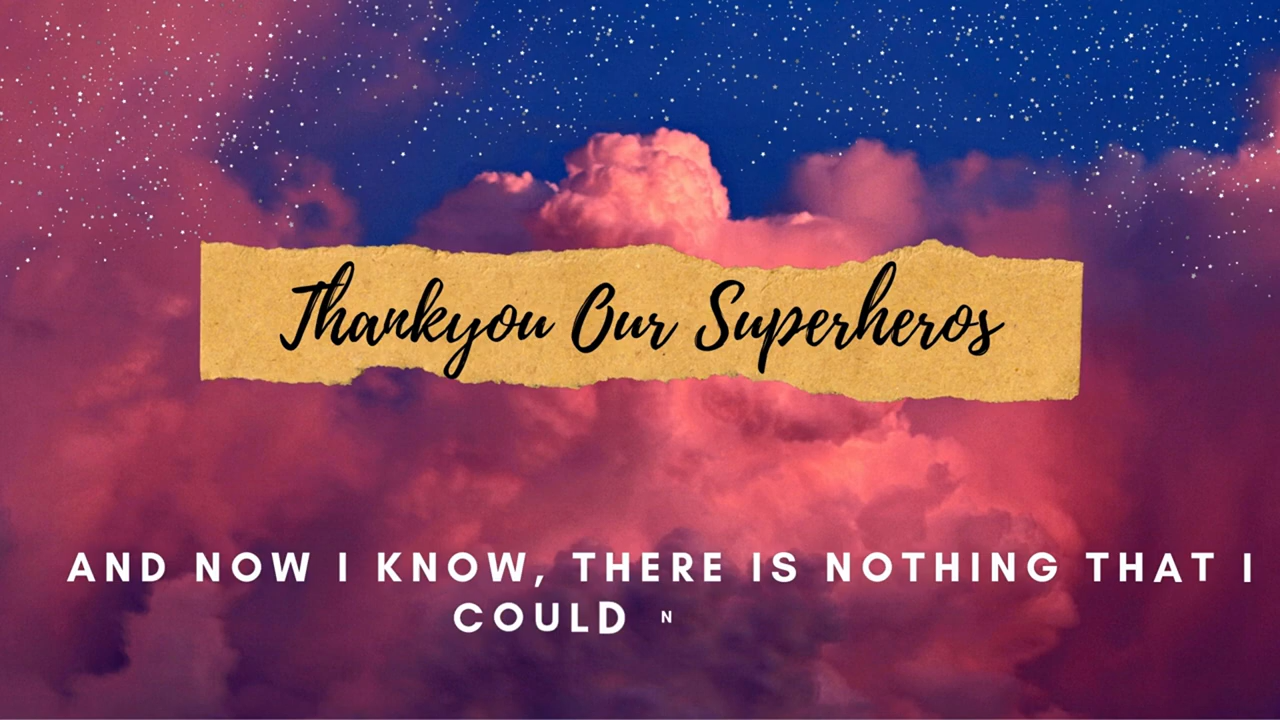 Thankyou Our Superheros
AND NOW I KNOW, THERE IS NOTHING THAT I
COULD N